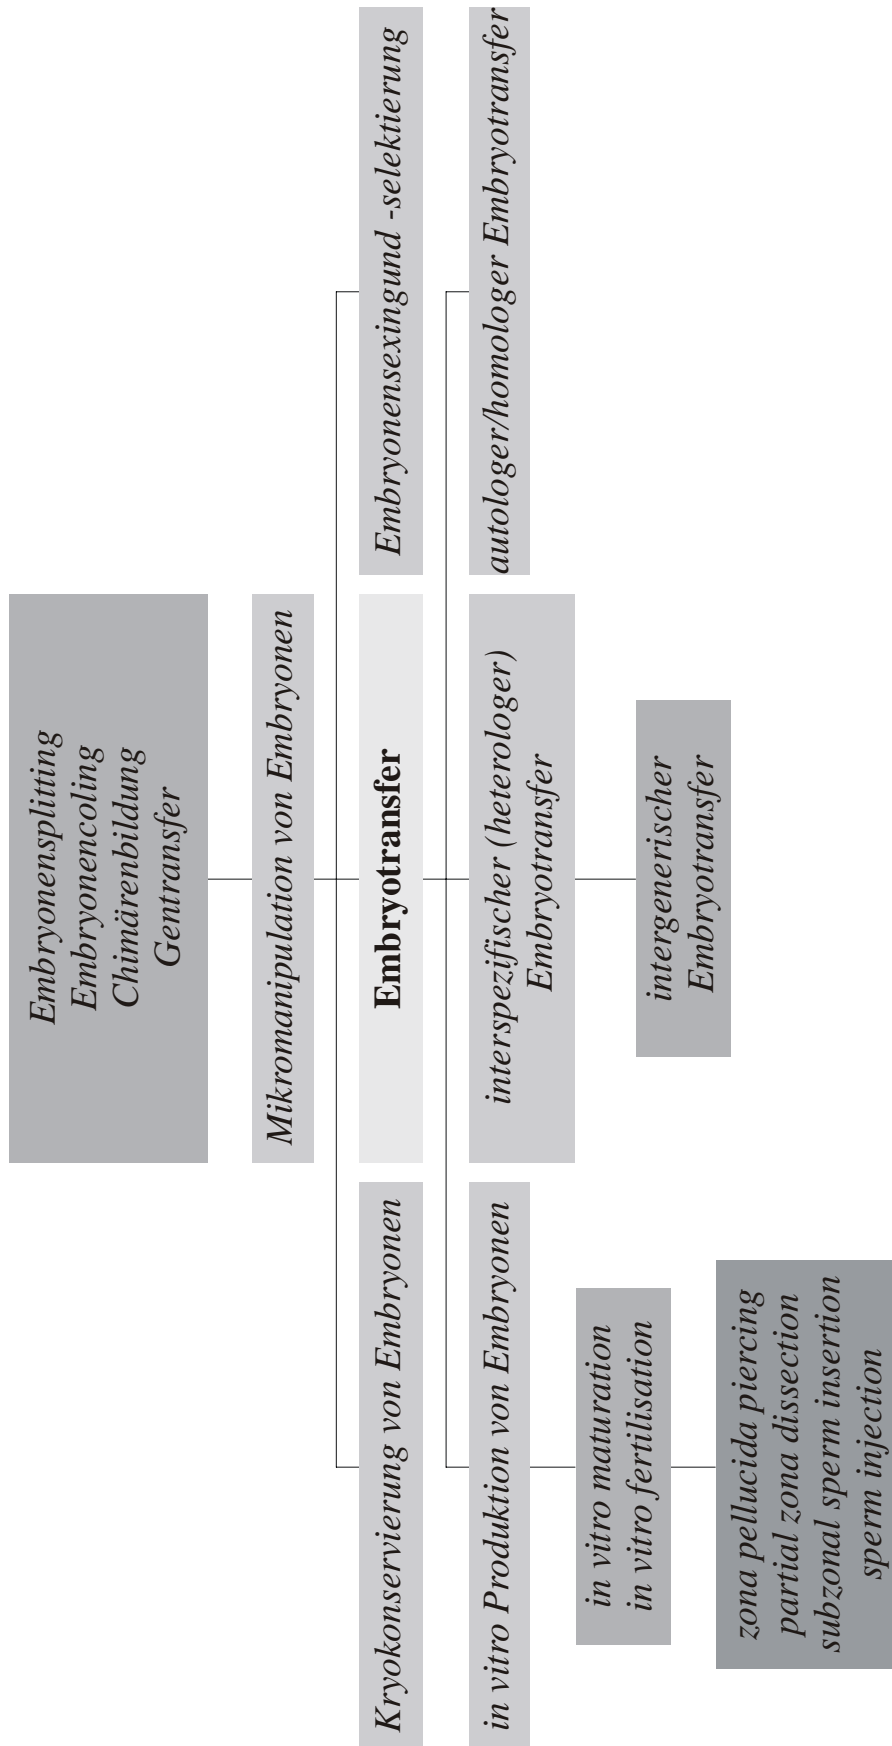 Embryonensplitting
Embryonencoling
Chimärenbildung
Gentransfer
Mikromanipulation von Embryonen
Kryokonservierung von Embryonen
Embryotransfer
Embryonensexingund -selektierung
in vitro Produktion von Embryonen
interspezifischer (heterologer)
Embryotransfer
autologer/homologer Embryotransfer
in vitro maturation
in vitro fertilisation
intergenerischer
Embryotransfer
zona pellucida piercing
partial zona dissection
subzonal sperm insertion
sperm injection